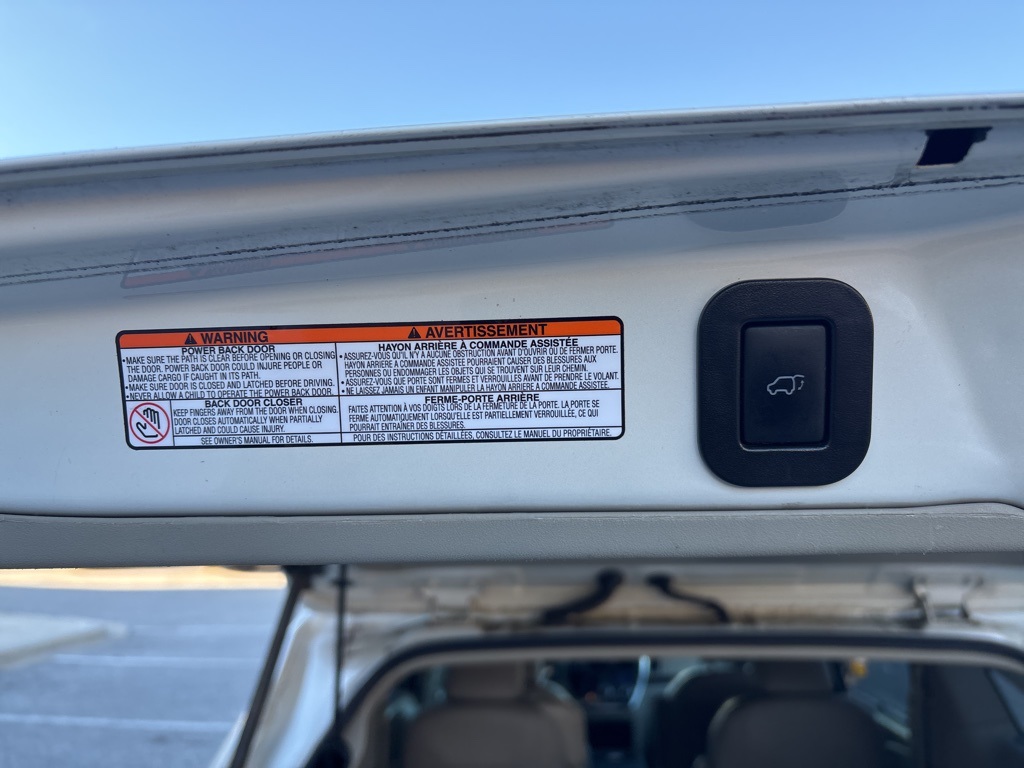 WARNING
POWER BACK DOOR
• MAKE SURE THE PATH IS CLEAR BEFORE OPENING OR CLOSING
THE DOOR. POWER BACK DOOR COULD INJURE PEOPLE OR
DAMAGE CARGO IF CAUGHT IN ITS PATH.
• MAKE SURE DOOR IS CLOSED AND LATCHED BEFORE DRIVING.
• NEVER ALLOW A CHILD TO OPERATE THE POWER BACK DOOR.
BACK DOOR CLOSER
KEEP FINGERS AWAY FROM THE DOOR WHEN CLOSING.
DOOR CLOSES AUTOMATICALLY WHEN PARTIALLY
LATCHED AND COULD CAUSE INJURY.
SEE OWNER'S MANUAL FOR DETAILS.
AVERTISSEMENT
HAYON ARRIÈRE À COMMANDE ASSISTÉE
• ASSUREZ-VOUS QU'IL N'Y A AUCUNE OBSTRUCTION AVANT D'OUVRIR OU DE FERMER PORTE.
HAYON ARRIÈRE À COMMANDE ASSISTÉE POURRAIENT CAUSER DES BLESSURES AUX
PERSONNES OU ENDOMMAGER LES OBJETS QUI SE TROUVENT SUR LEUR CHEMIN.
• ASSUREZ-VOUS QUE PORTE SONT FERMES ET VERROUILLES AVANT DE PRENDRE LE VOLANT.
• NE LAISSEZ JAMAIS UN ENFANT MANIPULER LA HAYON ARRIÈRE À COMMANDE ASSISTÉE.
FERME-PORTE ARRIÈRE
FAITES ATTENTION À VOS DOIGTS LORS DE LA FERMETURE DE LA PORTE. LA PORTE SE
FERME AUTOMATIQUEMENT LORSQU'ELLE EST PARTIELLEMENT VERROUILLÉE, CE QUI
POURRAIT ENTRAÎNER DES BLESSURES.
POUR DES INSTRUCTIONS DÉTAILLÉES, CONSULTEZ LE MANUEL DU PROPRIÉTAIRE.